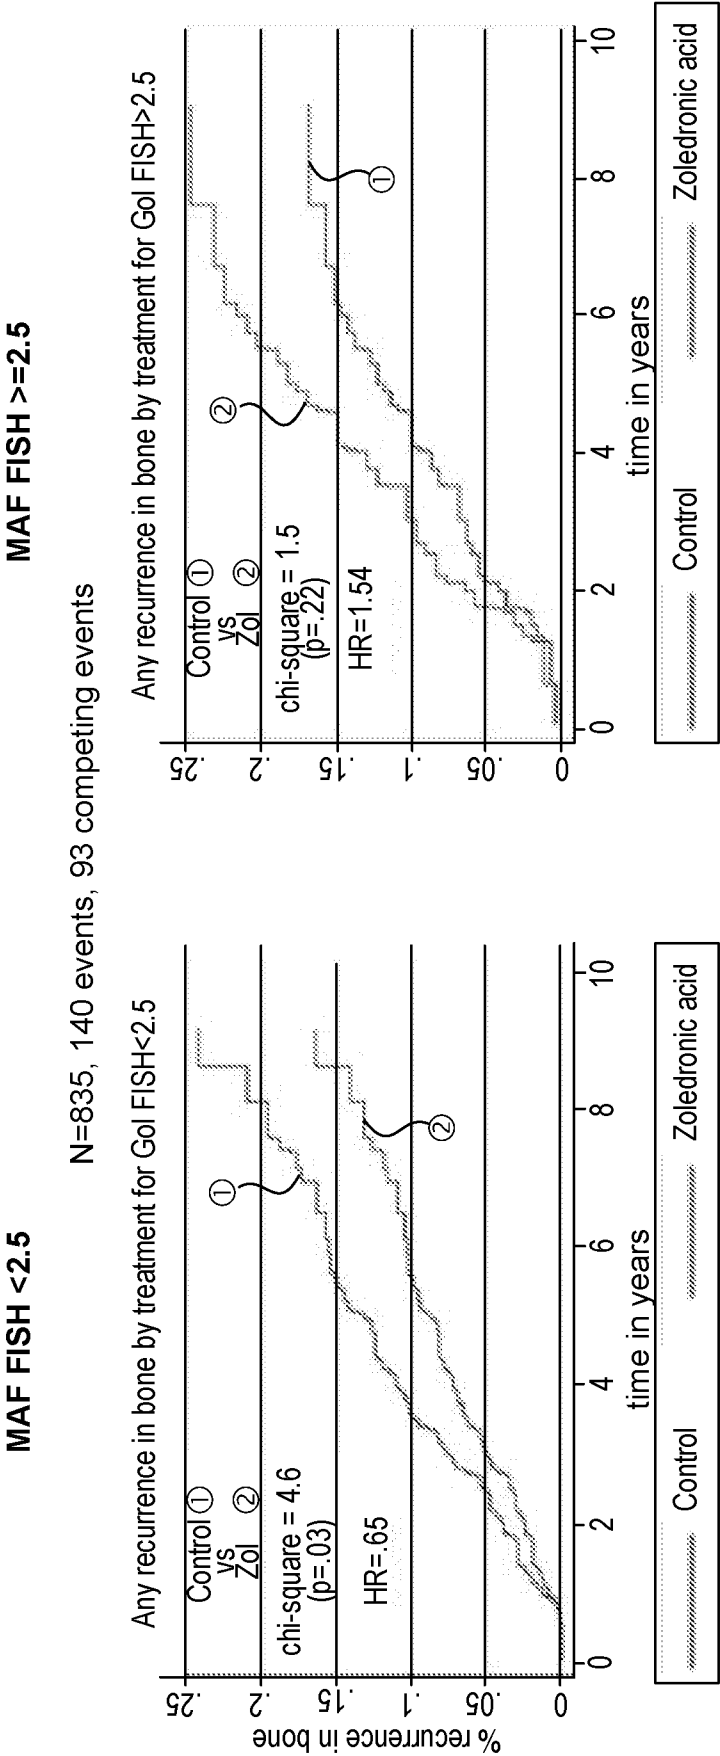 MAF FISH <2.5
MAF FISH >=2.5
N=835, 140 events, 93 competing events
Any recurrence in bone by treatment for Gol FISH<2.5
% recurrence in bone
.25
.2
.15
.1
.05
0
Control ①
vs
Zol ②
chi-square = 4.6
(p=.03)
HR=.65
①
②
0 2 4 6 8 10
time in years
Control Zoledronic acid
Any recurrence in bone by treatment for Gol FISH>2.5
.25
.2
.15
.1
.05
0
Control ①
vs
Zol ②
chi-square = 1.5
(p=.22)
HR=1.54
②
①
0 2 4 6 8 10
time in years
Control Zoledronic acid